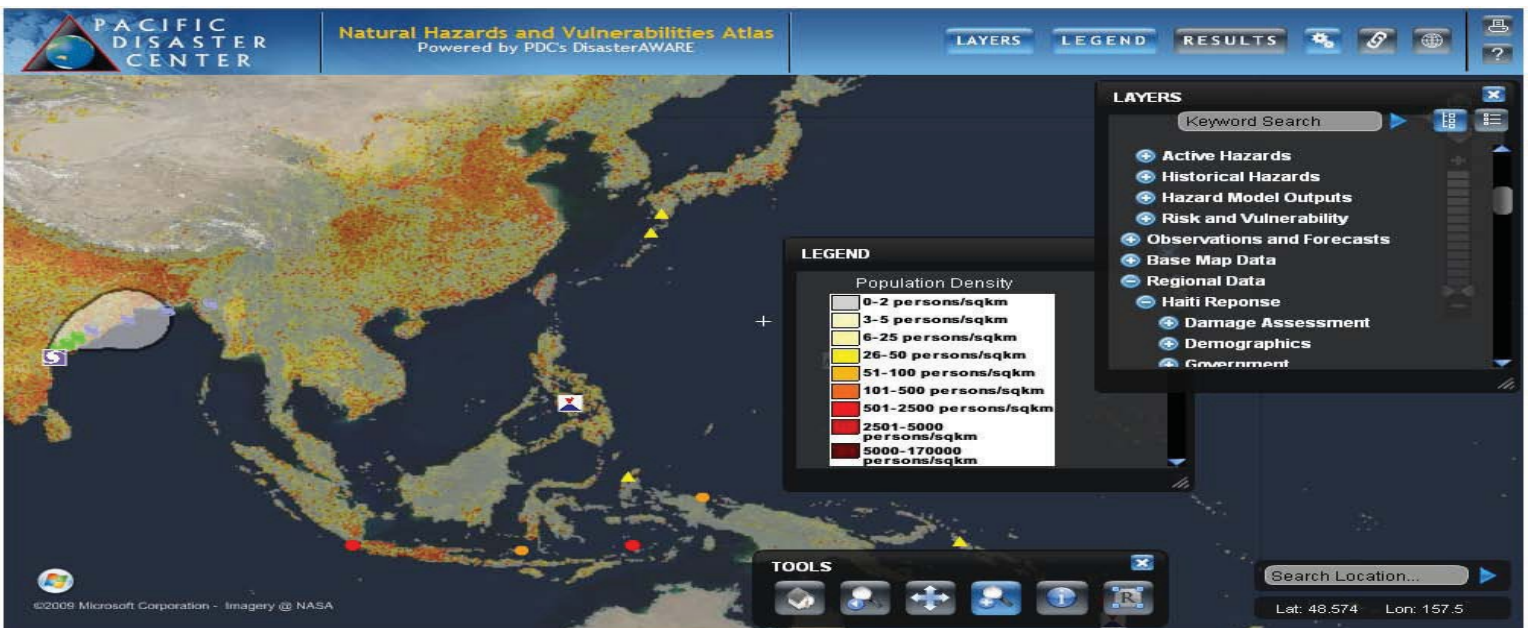 PACIFIC
DISASTER
CENTER
Natural Hazards and Vulnerabilities Atlas
Powered by PDC's DisasterAWARE
LAYERS LEGEND RESULTS
?
LAYERS
Keyword Search
Active Hazards
Historical Hazards
Hazard Model Outputs
Risk and Vulnerability
Observations and Forecasts
Base Map Data
Regional Data
Haiti Reponse
Damage Assessment
Demographics
Government
LEGEND
Population Density
0-2 persons/sqkm
3-5 persons/sqkm
6-25 persons/sqkm
26-50 persons/sqkm
51-100 persons/sqkm
101-500 persons/sqkm
501-2500 persons/sqkm
2501-5000
persons/sqkm
5000-170000
persons/sqkm
TOOLS
R
Search Location...
Lat: 48.574 Lon: 157.5
©2009 Microsoft Corporation - Imagery @ NASA